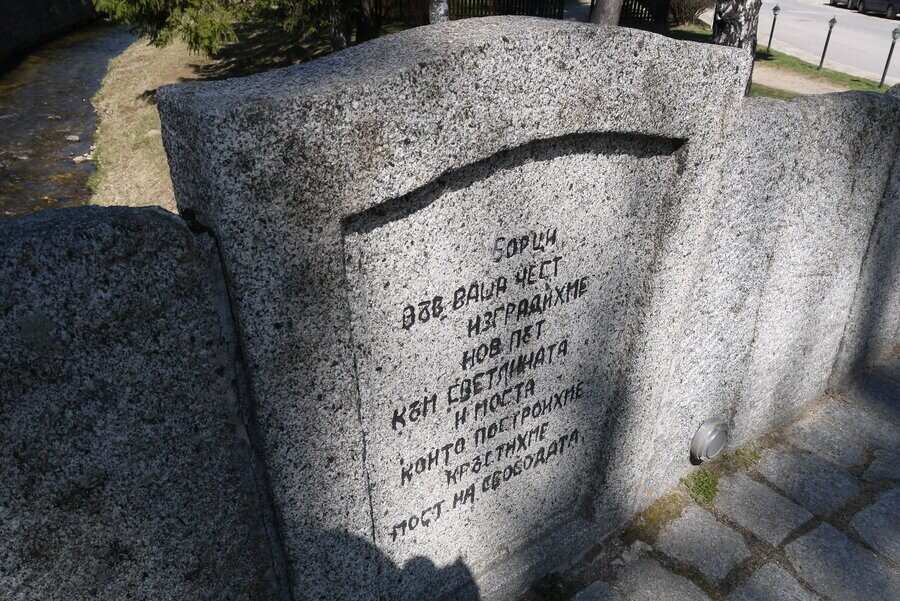 БОРЦИ
ВЪВ ВАША ЧЕСТ
ИЗГРАДИХМЕ
НОВ ПЪТ
КЪМ СВЕТЛИНАТА
И МОСТА
КОЙТО ПОСТРОИХМЕ
КРЪСТИХМЕ
МОСТ НА СВОБОДАТА